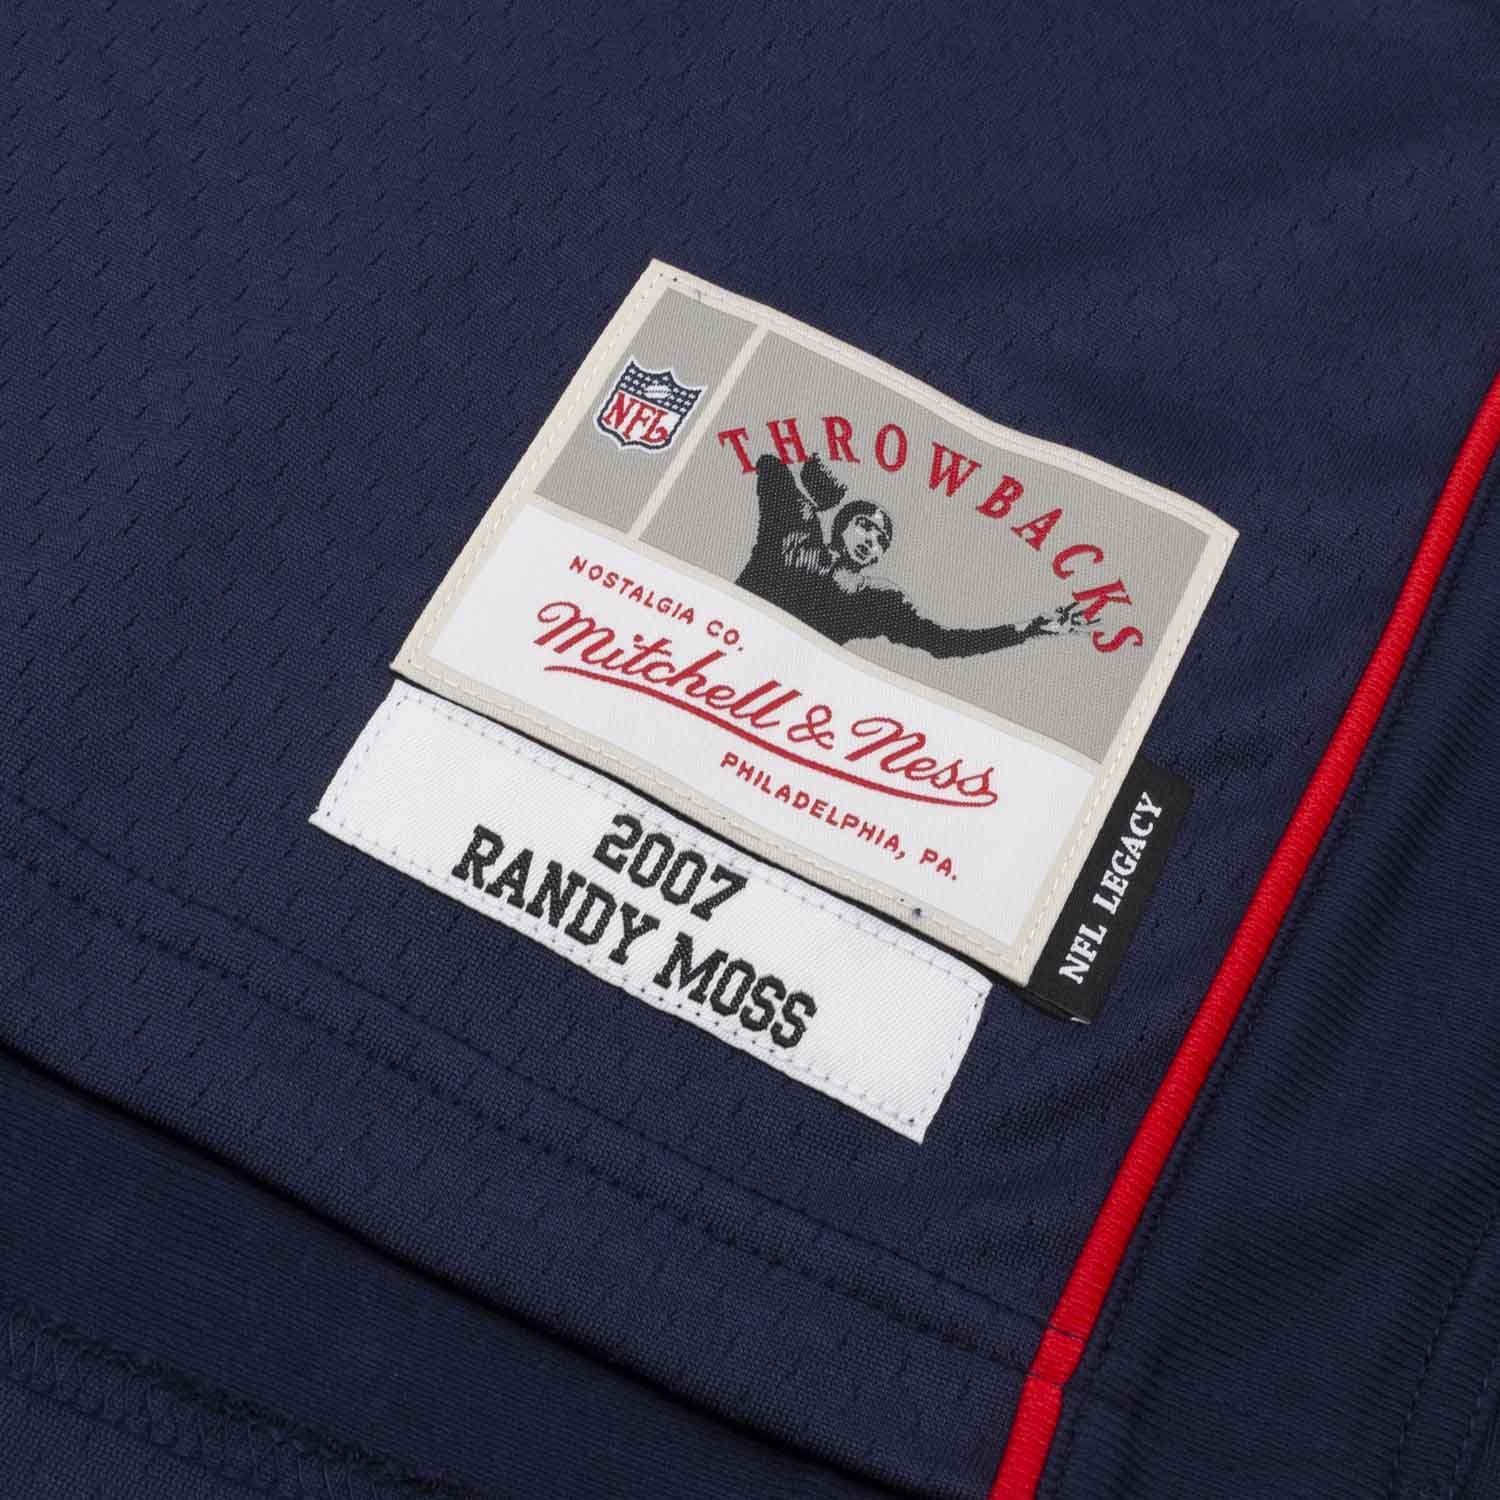 NFL
THROWBACKS
NOSTALGIA CO.
Mitchell & Ness
PHILADELPHIA, PA.
NFL LEGACY
2007
RANDY MOSS